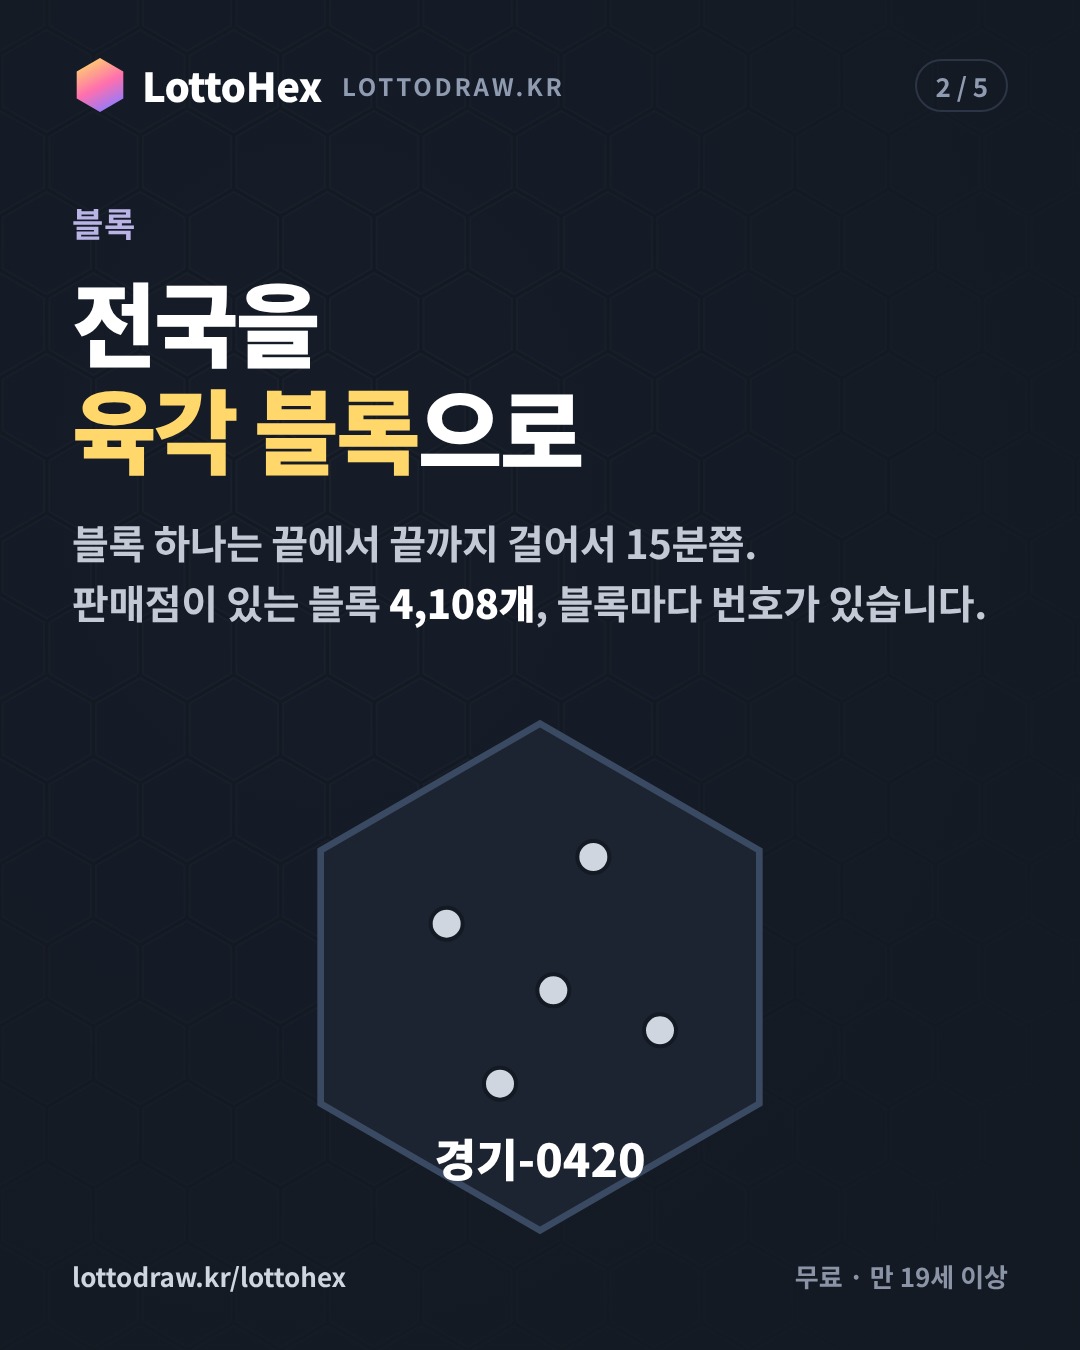 LottoHex LOTTODRAW.KR
2 / 5
블록
전국을
육각 블록으로
블록 하나는 끝에서 끝까지 걸어서 15분쯤.
판매점이 있는 블록 4,108개, 블록마다 번호가 있습니다.
경기-0420
lottodraw.kr/lottohex
무료 · 만 19세 이상